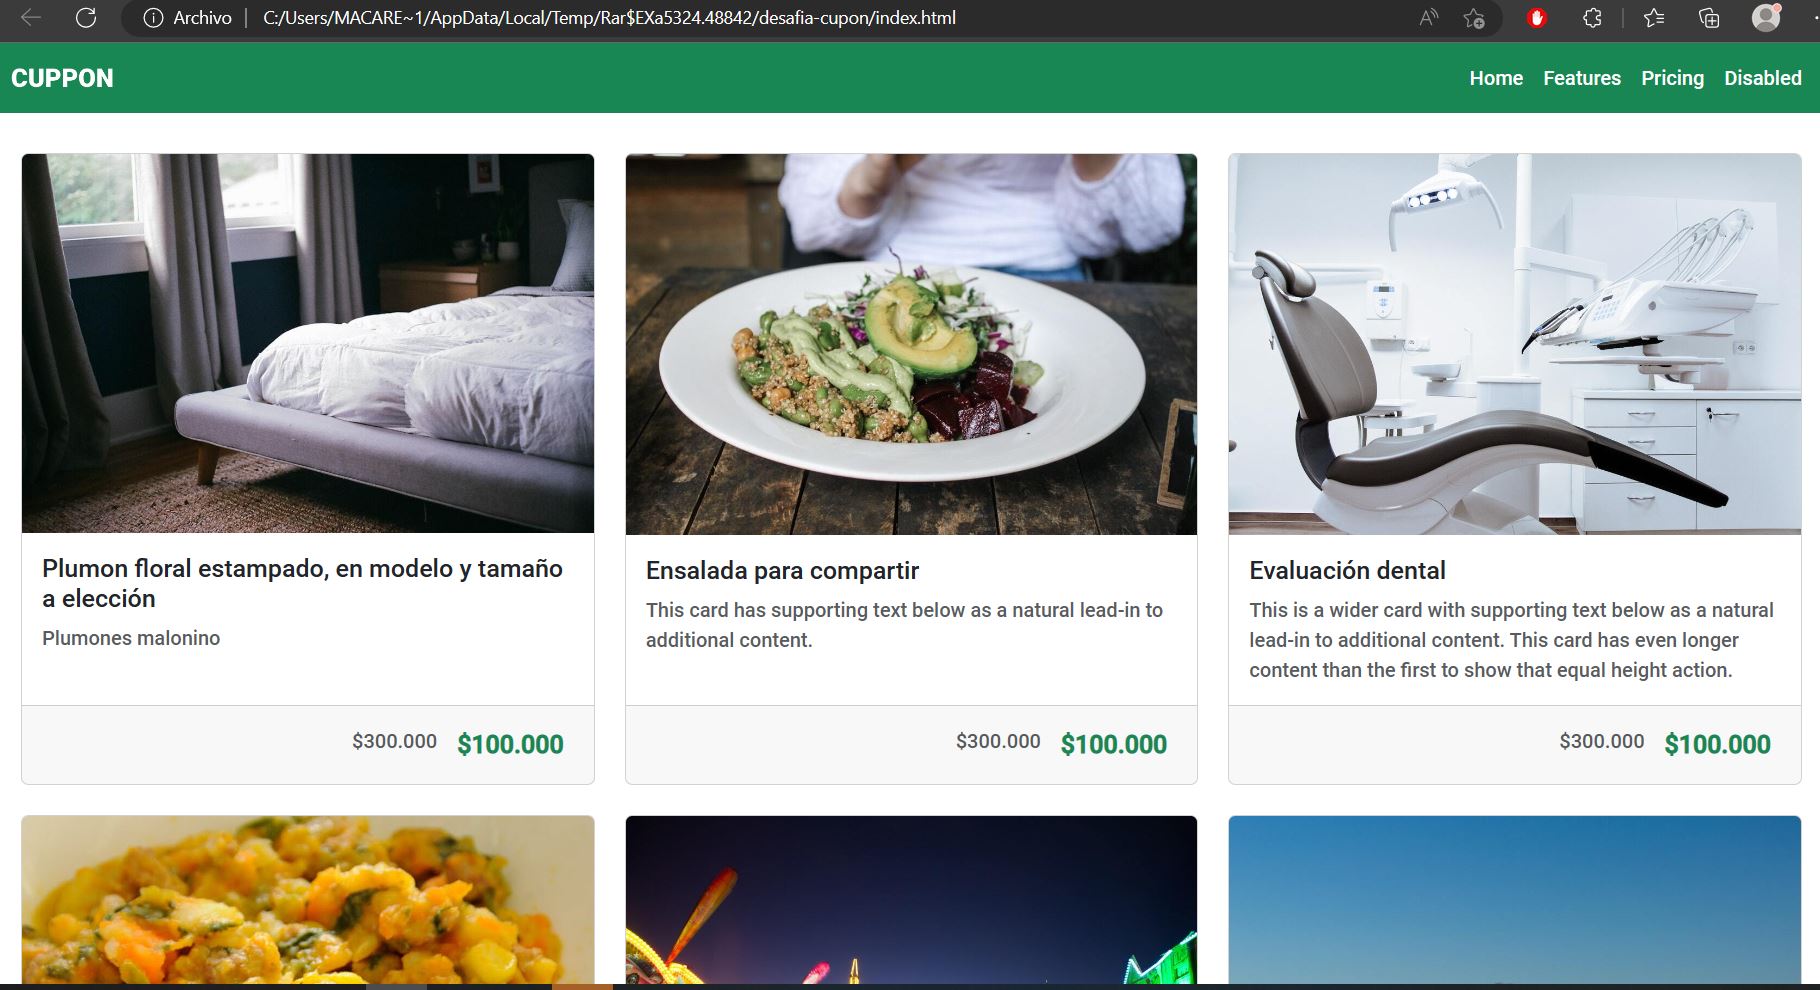 Archivo
C:/Users/MACARE~1/AppData/Local/Temp/Rar$EXa5324.48842/desafia-cupon/index.html
CUPPON
Home Features Pricing Disabled
Plumon floral estampado, en modelo y tamaño
a elección
Plumones malonino
$300.000 $100.000
Ensalada para compartir
This card has supporting text below as a natural lead-in to
additional content.
$300.000 $100.000
Evaluación dental
This is a wider card with supporting text below as a natural
lead-in to additional content. This card has even longer
content than the first to show that equal height action.
$300.000 $100.000